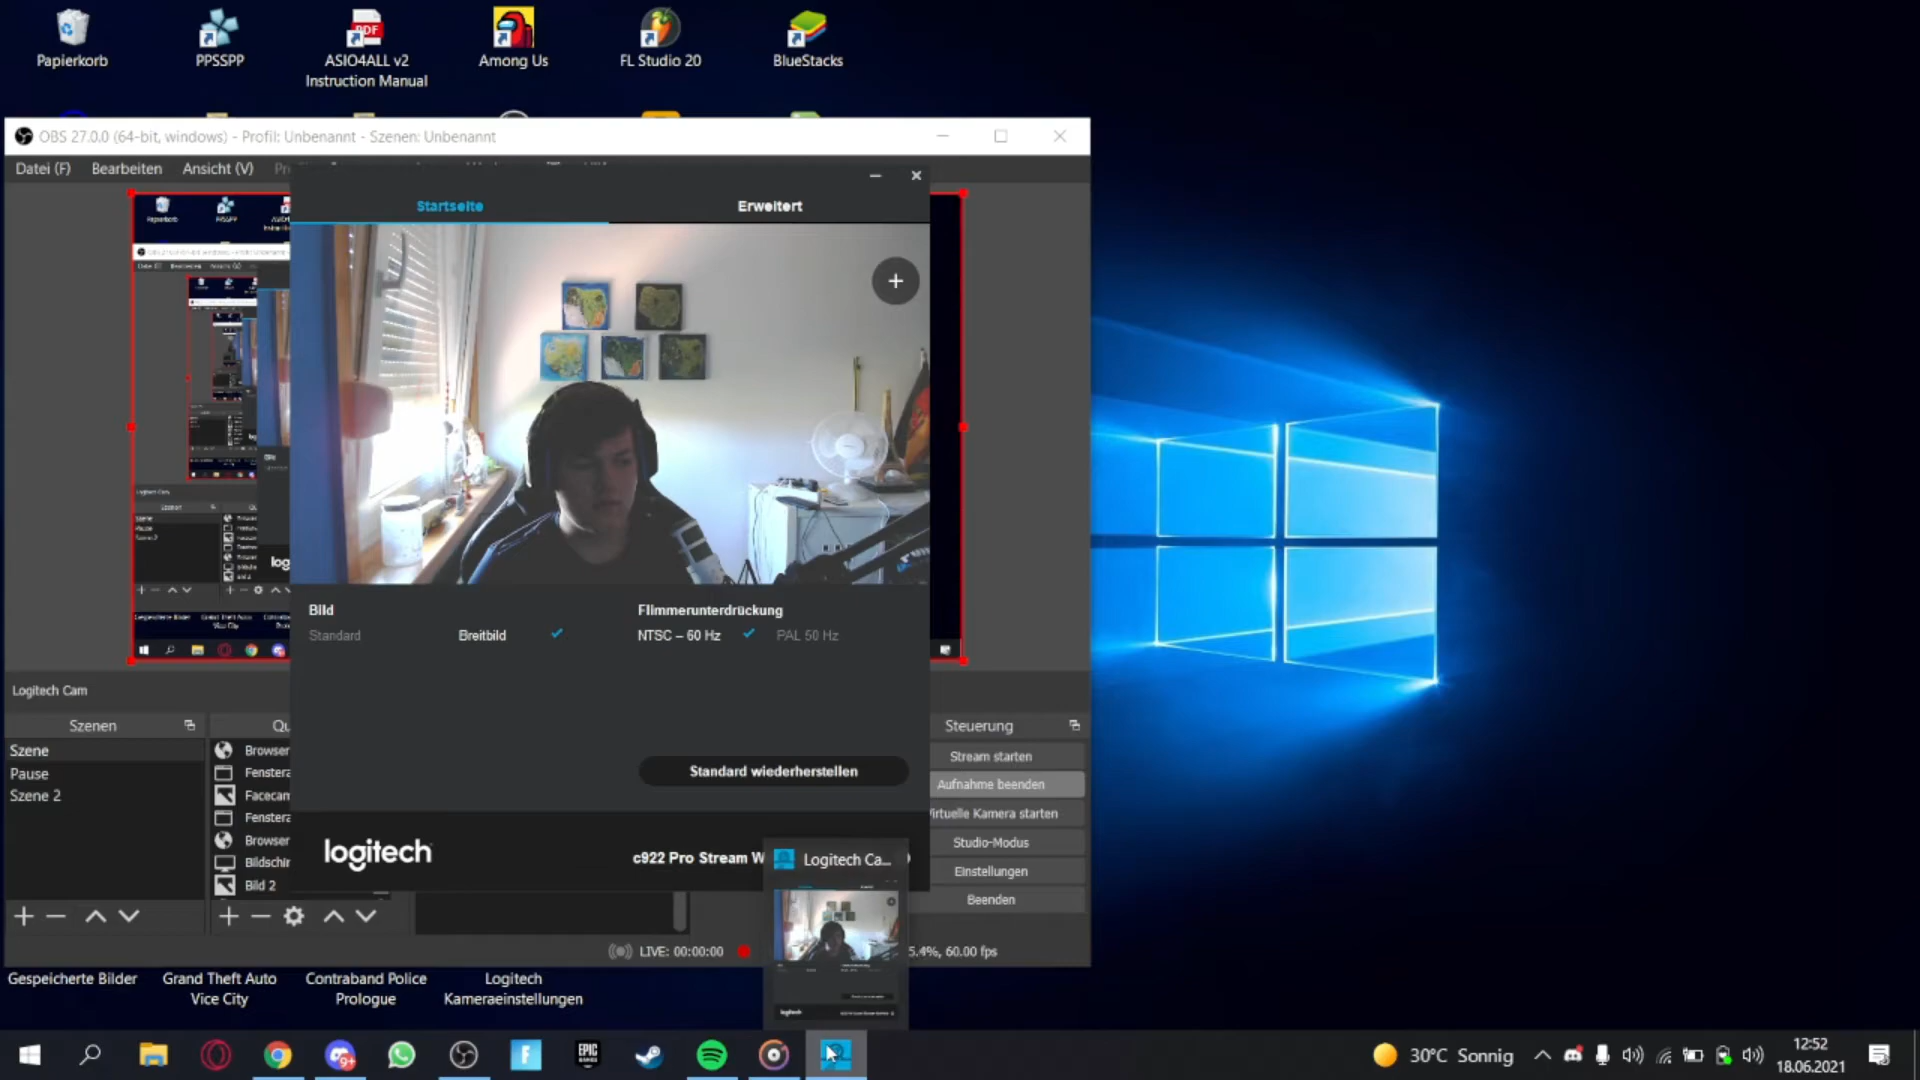 Papierkorb
PPSSPP
ASIO4ALL v2
Instruction Manual
Among Us
FL Studio 20
BlueStacks
OBS 27.0.0 (64-bit, windows) - Profil: Unbenannt - Szenen: Unbenannt
Datei (F)
Bearbeiten
Ansicht (V)
Startseite
Erweitert
Bild
Standard
Breitbild
Flimmerunterdrückung
NTSC – 60 Hz
PAL 50 Hz
Standard wiederherstellen
logitech
c922 Pro Stream W
Logitech Ca...
Logitech Cam
Szenen
Szene
Pause
Szene 2
Qu
Browser
Fenstera
Facecam
Fenstera
Browser
Bildschir
Bild 2
Steuerung
Stream starten
Aufnahme beenden
Virtuelle Kamera starten
Studio-Modus
Einstellungen
Beenden
LIVE: 00:00:00
5.4%, 60.00 fps
Gespeicherte Bilder
Grand Theft Auto
Vice City
Contraband Police
Prologue
Logitech
Kameraeinstellungen
EPIC
GAMES
9+
30°C Sonnig
12:52
18.06.2021